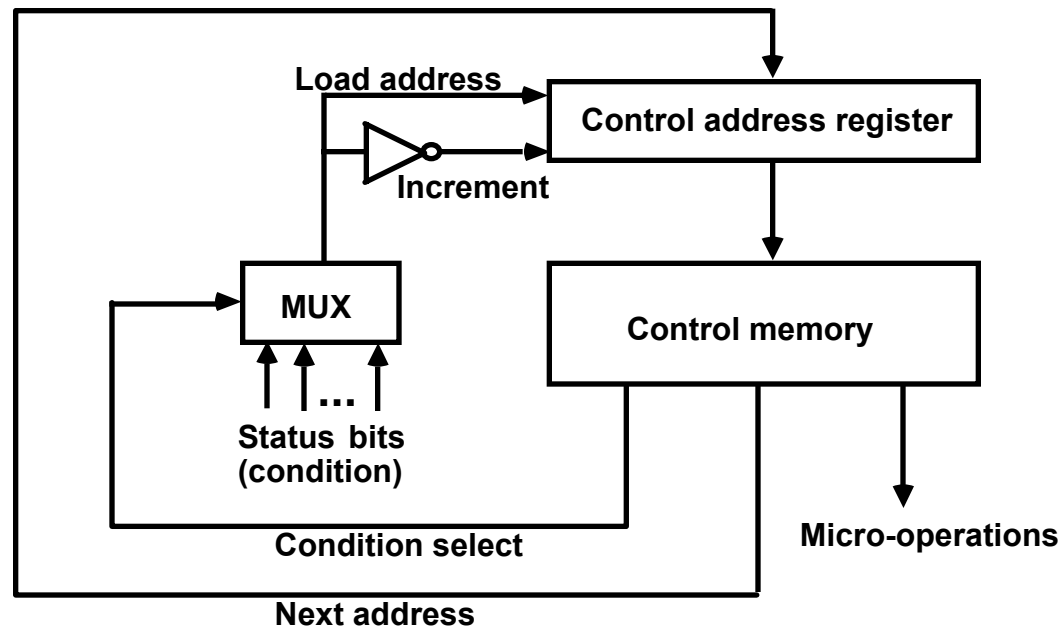 Load address
Control address register
Increment
MUX
Control memory
...
Status bits
(condition)
Micro-operations
Condition select
Next address